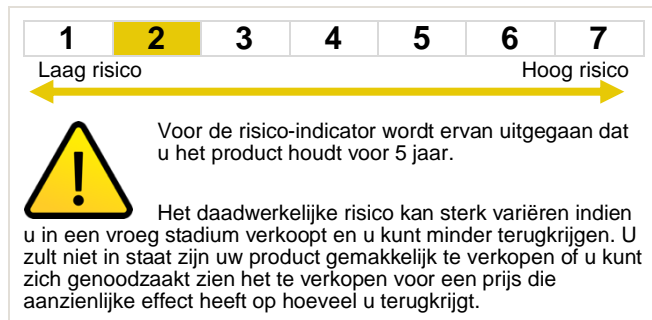 1 2 3 4 5 6 7
Laag risico Hoog risico
Voor de risico-indicator wordt ervan uitgegaan dat
u het product houdt voor 5 jaar.
Het daadwerkelijke risico kan sterk variëren indien
u in een vroeg stadium verkoopt en u kunt minder terugkrijgen. U
zult niet in staat zijn uw product gemakkelijk te verkopen of u kunt
zich genoodzaakt zien het te verkopen voor een prijs die
aanzienlijke effect heeft op hoeveel u terugkrijgt.